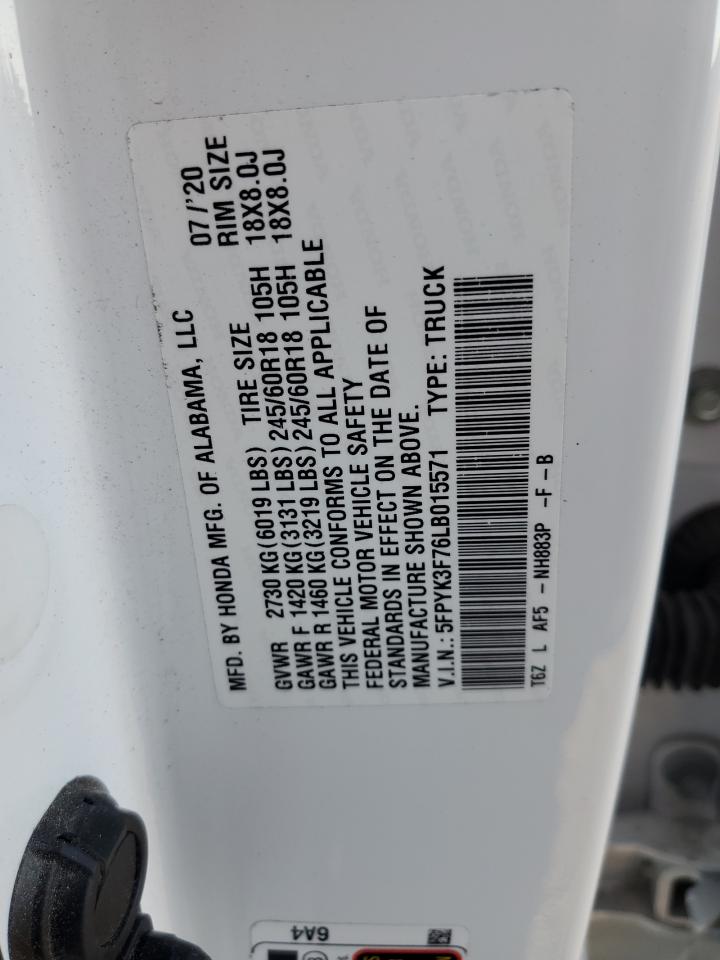 MFD. BY HONDA MFG. OF ALABAMA, LLC 07/'20
TIRE SIZE RIM SIZE
GVWR 2730 KG(6019 LBS)
GAWR F 1420 KG(3131 LBS) 245/60R18 105H 18X8.0J
GAWR R 1460 KG(3219 LBS) 245/60R18 105H 18X8.0J
THIS VEHICLE CONFORMS TO ALL APPLICABLE
FEDERAL MOTOR VEHICLE SAFETY
STANDARDS IN EFFECT ON THE DATE OF
MANUFACTURE SHOWN ABOVE.
V.I.N.: 5FPYK3F76LB015571 TYPE: TRUCK
T6Z L AF5 - NH883P -F-B
6A4